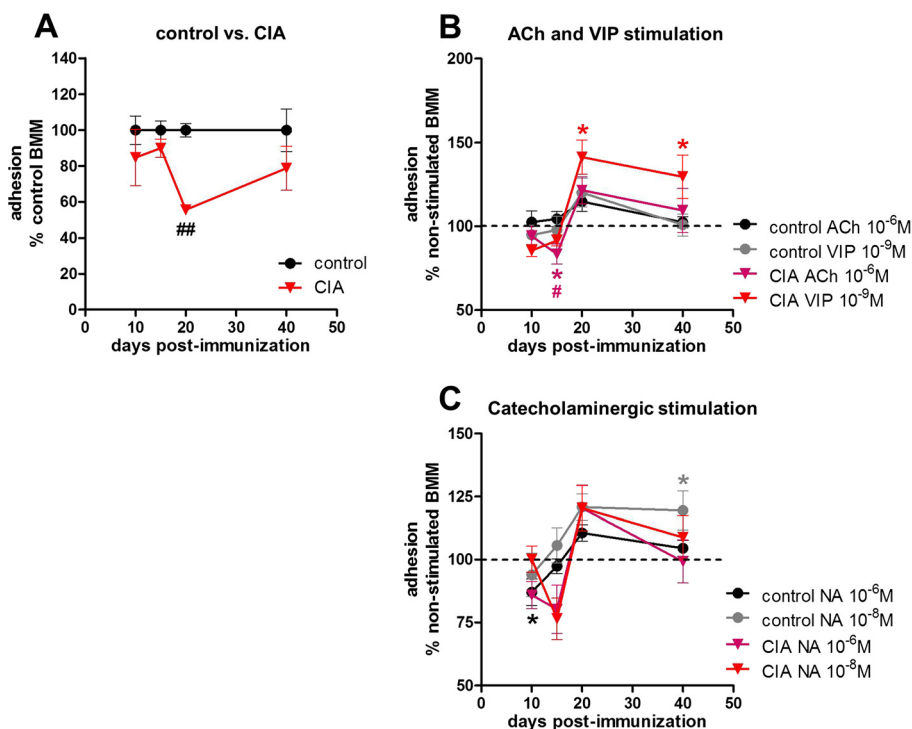 A
control vs. CIA
adhesion
% control BMM
140
120
100
80
60
40
20
0
##
control
CIA
0 10 20 30 40 50
days post-immunization
B
ACh and VIP stimulation
adhesion
% non-stimulated BMM
200
150
100
50
*
*
*
#
control ACh 10⁻⁶M
control VIP 10⁻⁹M
CIA ACh 10⁻⁶M
CIA VIP 10⁻⁹M
0 10 20 30 40 50
days post-immunization
C
Catecholaminergic stimulation
adhesion
% non-stimulated BMM
150
125
100
75
50
*
*
control NA 10⁻⁶M
control NA 10⁻⁸M
CIA NA 10⁻⁶M
CIA NA 10⁻⁸M
0 10 20 30 40 50
days post-immunization